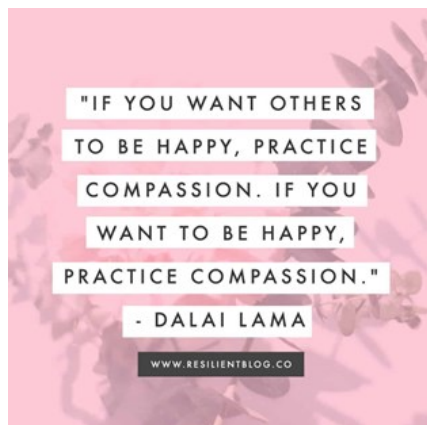 "IF YOU WANT OTHERS
TO BE HAPPY, PRACTICE
COMPASSION. IF YOU
WANT TO BE HAPPY,
PRACTICE COMPASSION."
- DALAI LAMA
WWW.RESILIENTBLOG.CO